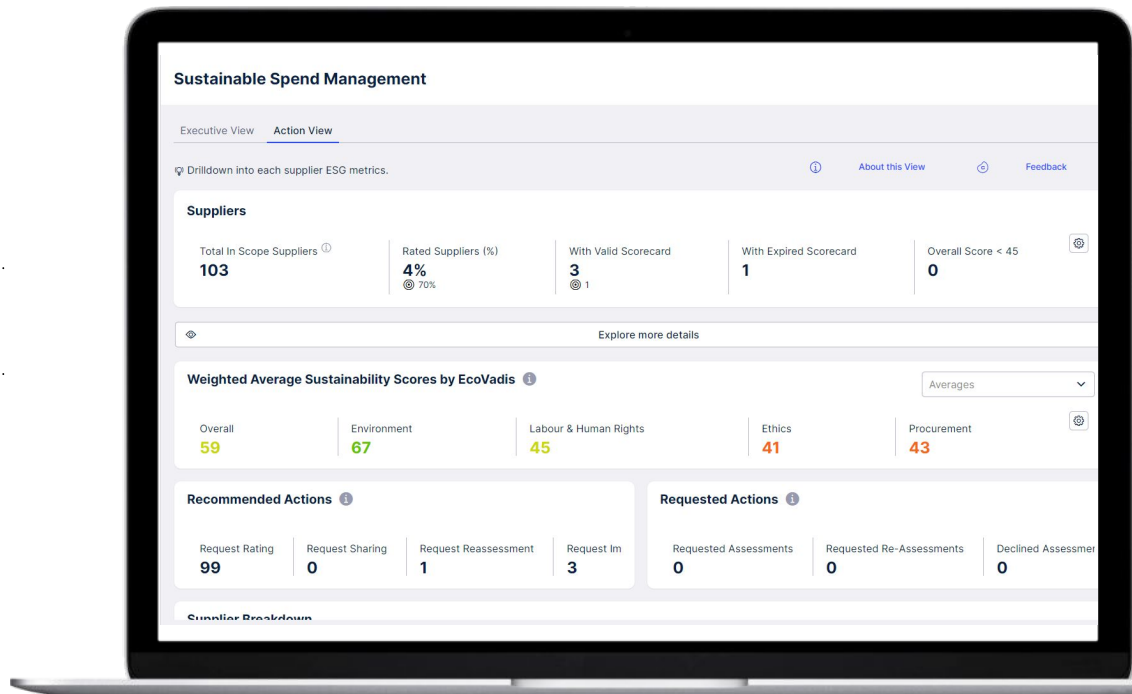 Sustainable Spend Management
Executive View Action View
Drilldown into each supplier ESG metrics.
About this View Feedback
Suppliers
Total In Scope Suppliers Rated Suppliers (%) With Valid Scorecard With Expired Scorecard Overall Score < 45
103 4% 3 1 0
70% 1
Explore more details
Weighted Average Sustainability Scores by EcoVadis
Averages
Overall Environment Labour & Human Rights Ethics Procurement
59 67 45 41 43
Recommended Actions Requested Actions
Request Rating Request Sharing Request Reassessment Request Im Requested Assessments Requested Re-Assessments Declined Assessmer
99 0 1 3 0 0 0
Supplier Breakdown